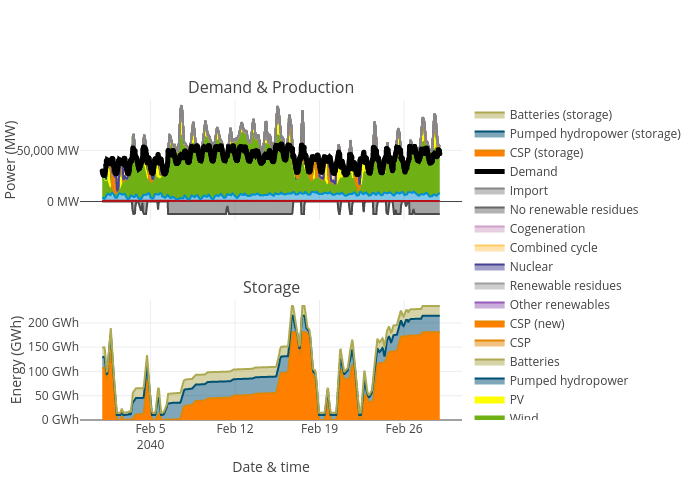 Demand & Production
Power (MW)
50,000 MW
0 MW
Storage
Energy (GWh)
200 GWh
150 GWh
100 GWh
50 GWh
0 GWh
Feb 5
2040
Feb 12
Feb 19
Feb 26
Date & time
Batteries (storage)
Pumped hydropower (storage)
CSP (storage)
Demand
Import
No renewable residues
Cogeneration
Combined cycle
Nuclear
Renewable residues
Other renewables
CSP (new)
CSP
Batteries
Pumped hydropower
PV
Wind